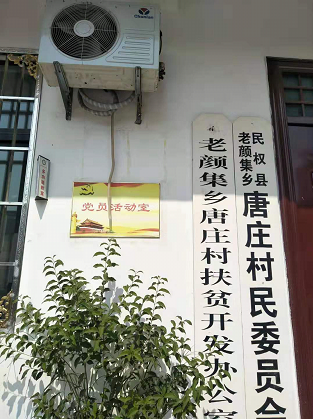 党员活动室
老颜集乡唐庄村扶贫开发办公室
民权县
老颜集乡
唐庄村民委员会